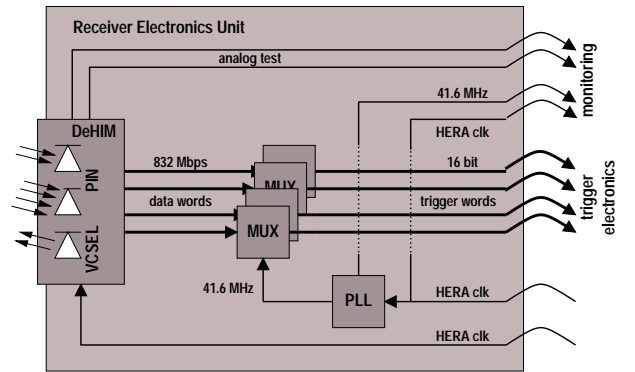 Receiver Electronics Unit
analog test
monitoring
41.6 MHz
HERA clk
DeHIM
PIN
832 Mbps
16 bit
MUX
data words
trigger words
trigger
electronics
VCSEL
MUX
41.6 MHz
PLL
HERA clk
HERA clk